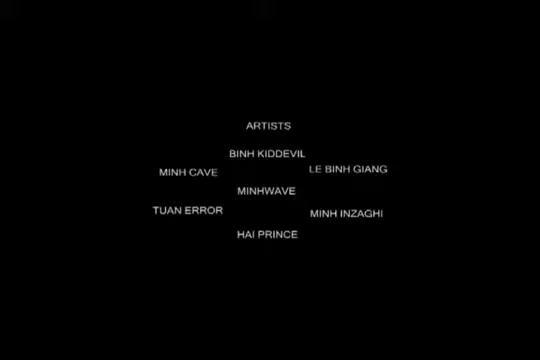 ARTISTS
BINH KIDDEVIL
MINH CAVE
LE BINH GIANG
MINHWAVE
TUAN ERROR
MINH INZAGHI
HAI PRINCE